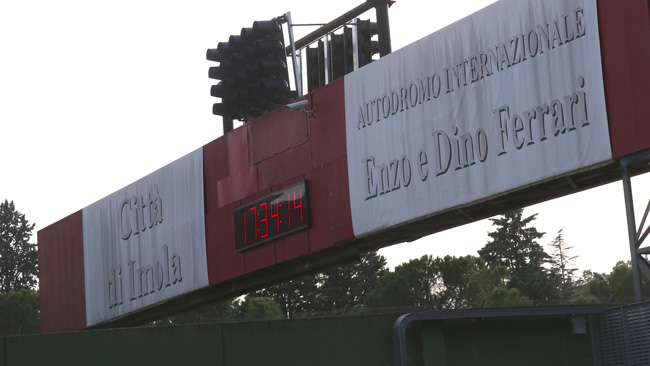 Città
di Imola
17:34:14
AUTODROMO INTERNAZIONALE
Enzo e Dino Ferrari